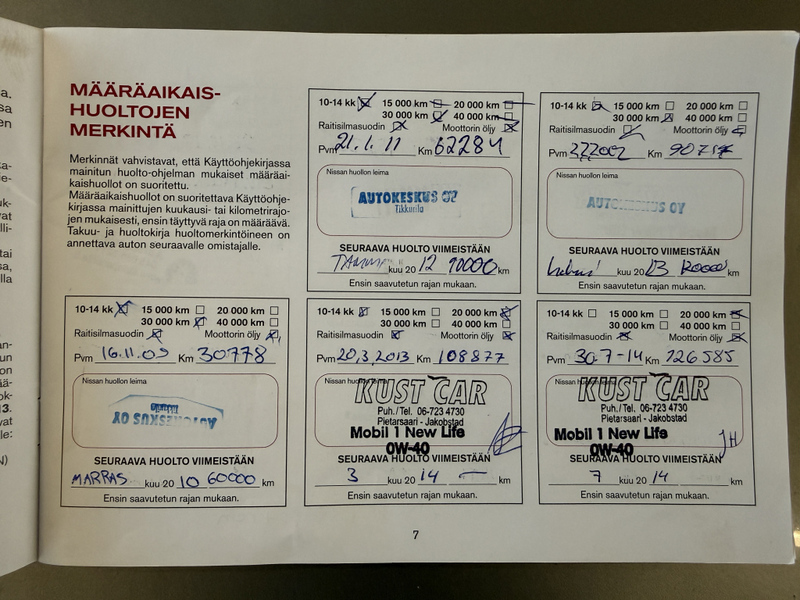 MÄÄRÄAIKAIS-
HUOLTOJEN
MERKINTÄ
Merkinnät vahvistavat, että Käyttöohjekirjassa
mainitun huolto-ohjelman mukaiset määräai-
kaishuollot on suoritettu.
Määräaikaishuollot on suoritettava Käyttöohje-
kirjassa mainittujen kuukausi- tai kilometrirajo-
jen mukaisesti, ensin täyttyvä raja on määräävä.
Takuu- ja huoltokirja huoltomerkintöineen on
annettava auton seuraavalle omistajalle.
10-14 kk 15 000 km 20 000 km
30 000 km 40 000 km
Raitisilmasuodin Moottorin öljy
Pvm 16.11.09 Km 30778
Nissan huollon leima
AUTOKESKUS OY
SEURAAVA HUOLTO VIIMEISTÄÄN
MARRAS kuu 20 10 60000 km
Ensin saavutetun rajan mukaan.
10-14 kk 15 000 km 20 000 km
30 000 km 40 000 km
Raitisilmasuodin Moottorin öljy
Pvm 21.1.11 Km 62284
Nissan huollon leima
AUTOKESKUS OY
Tikkurila
SEURAAVA HUOLTO VIIMEISTÄÄN
kuu 20 12 90000 km
Ensin saavutetun rajan mukaan.
10-14 kk 15 000 km 20 000 km
30 000 km 40 000 km
Raitisilmasuodin Moottorin öljy
Pvm Km
Nissan huollon leima
AUTOKESKUS OY
SEURAAVA HUOLTO VIIMEISTÄÄN
kuu 20 13 km
Ensin saavutetun rajan mukaan.
10-14 kk 15 000 km 20 000 km
30 000 km 40 000 km
Raitisilmasuodin Moottorin öljy
Pvm 20.3.2013 Km 108877
Nissan huollon leima
KUST CAR
Puh./Tel. 06-723 4730
Pietarsaari - Jakobstad
Mobil 1 New Life
0W-40
SEURAAVA HUOLTO VIIMEISTÄÄN
3 kuu 20 14 – km
Ensin saavutetun rajan mukaan.
10-14 kk 15 000 km 20 000 km
30 000 km 40 000 km
Raitisilmasuodin Moottorin öljy
Pvm 30.7-14 Km 126585
Nissan huollon leima
KUST CAR
Puh./Tel. 06-723 4730
Pietarsaari - Jakobstad
Mobil 1 New Life
0W-40
JH
SEURAAVA HUOLTO VIIMEISTÄÄN
7 kuu 20 14 km
Ensin saavutetun rajan mukaan.
7